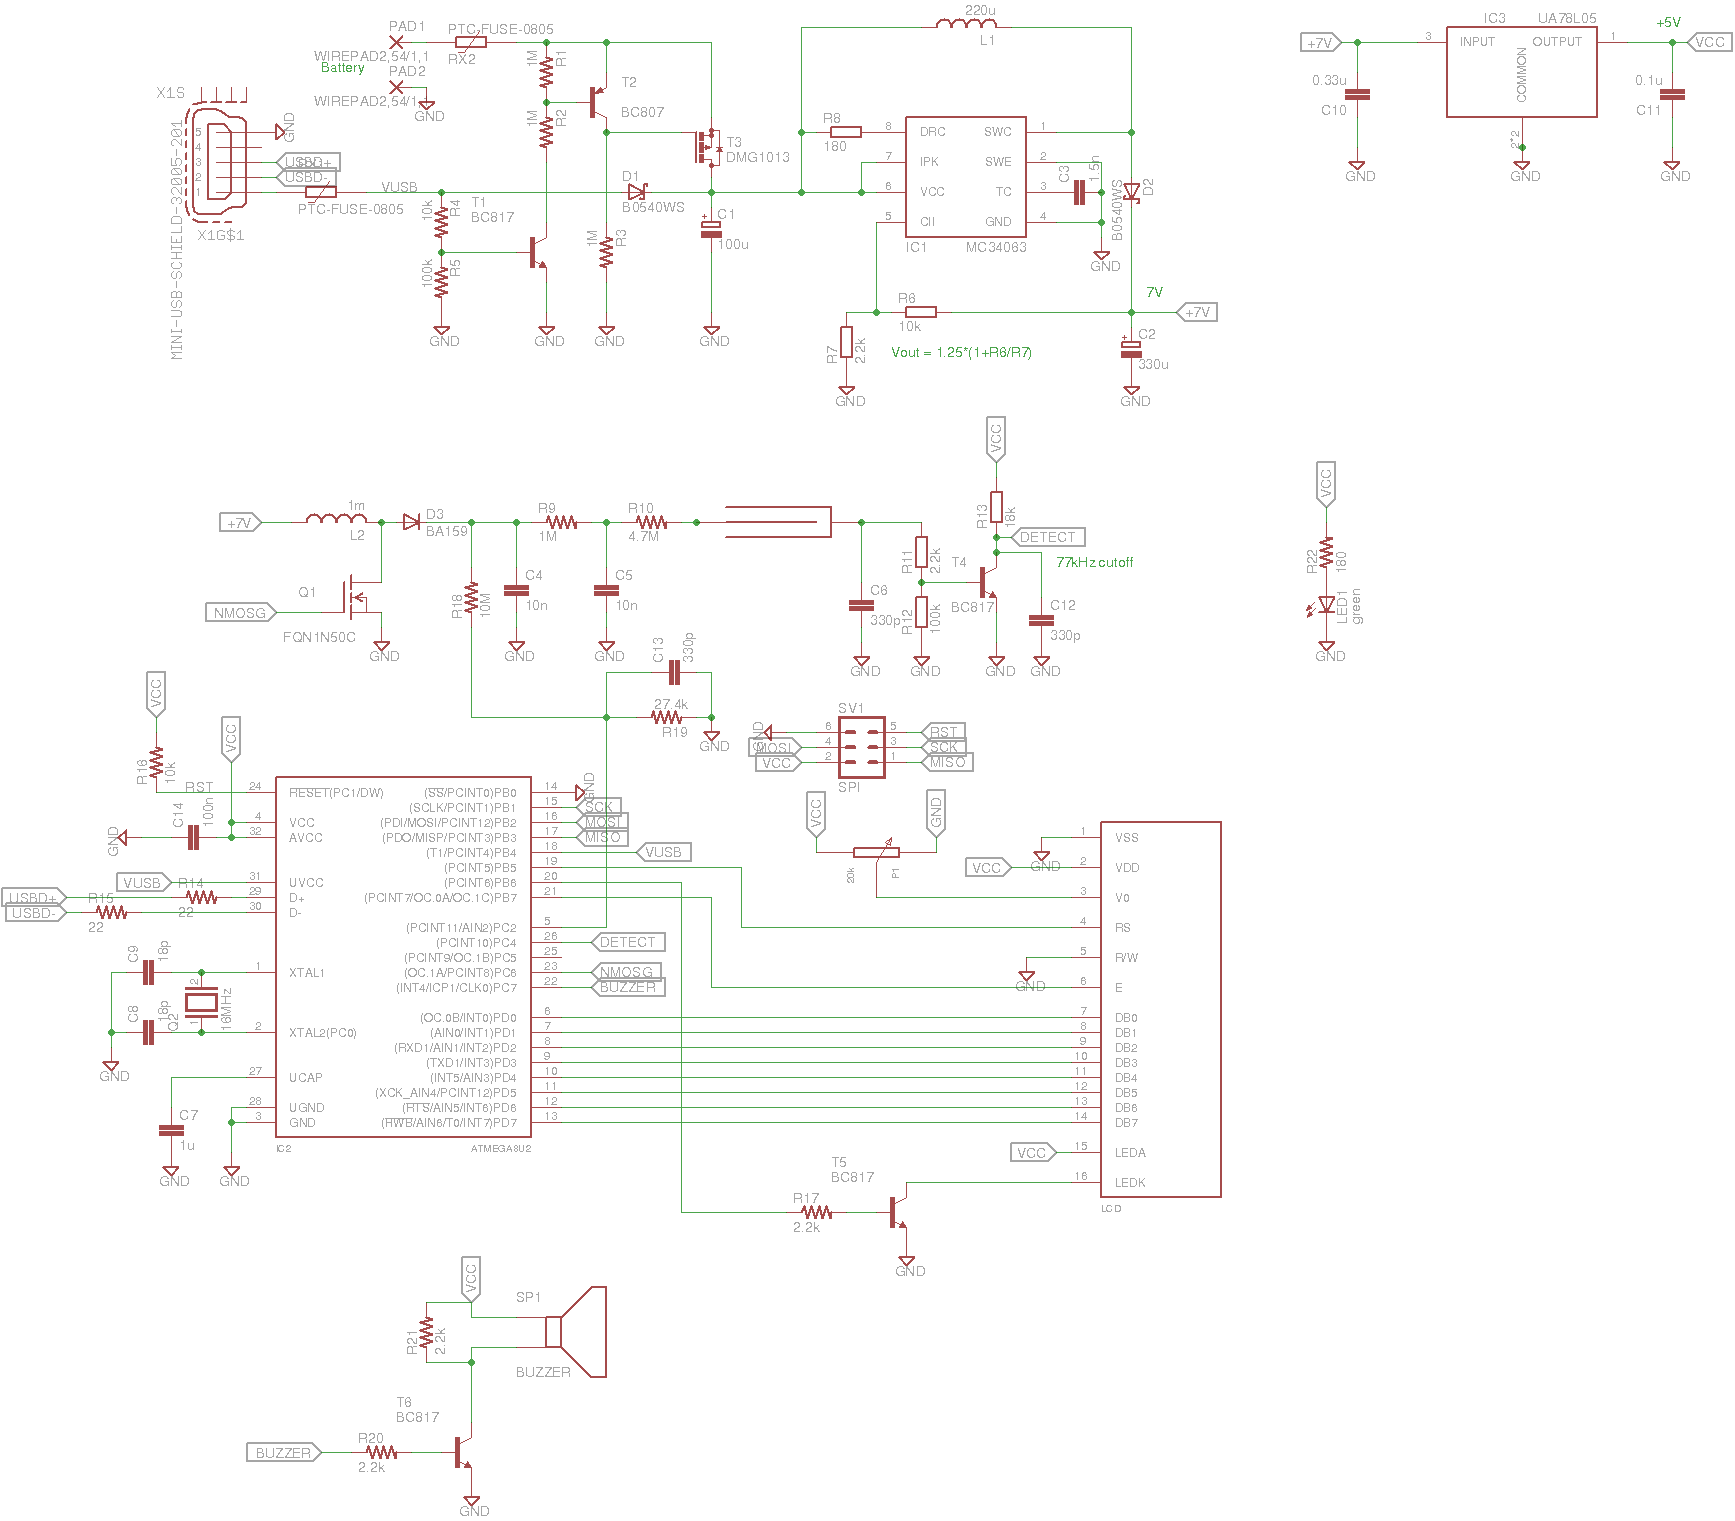 PAD1
PTC-FUSE-0805
WIREPAD2,54/1,1
RX2
Battery
PAD2
WIREPAD2,54/1,1
GND
1M
R1
1M
R2
T2
BC807
T3
DMG1013
X1S
MINI-USB-SCHIELD-32005-201
5
4
3
2
1
GND
USBD+
USBD-
X1G$1
PTC-FUSE-0805
VUSB
10k
R4
100k
R5
GND
T1
BC817
GND
1M
R3
GND
D1
B0540WS
C1
100u
GND
220u
L1
R8
180
8
DRC
SWC
1
7
IPK
SWE
2
6
VCC
TC
3
5
CII
GND
4
IC1
MC34063
C3
1.5n
GND
B0540WS
D2
R6
10k
R7
2.2k
GND
Vout = 1.25*(1+R6/R7)
7V
+7V
C2
330u
GND
IC3
UA78L05
+5V
+7V
3
INPUT
OUTPUT
1
VCC
COMMON
2*2
0.33u
C10
GND
GND
0.1u
C11
GND
+7V
1m
L2
D3
BA159
Q1
NMOSG
FQN1N50C
GND
R18
10M
C4
10n
GND
R9
1M
C5
10n
GND
R10
4.7M
C6
330p
GND
R11
2.2k
R12
100k
GND
VCC
R13
18k
DETECT
77kHz cutoff
T4
BC817
GND
C12
330p
GND
VCC
R22
180
LED1
green
GND
C13
330p
27.4k
R19
GND
SV1
GND
6
5
RST
MOSI
4
3
SCK
VCC
2
1
MISO
SPI
VCC
GND
20k
P1
VCC
R16
10k
RST
VCC
GND
C14
100n
24
RESET(PC1/DW)
4
VCC
32
AVCC
VUSB
31
UVCC
USBD+
R14
22
29
D+
USBD-
R15
22
30
D-
C9
18p
1
XTAL1
C8
18p
Q2
2
1
16MHz
2
XTAL2(PC0)
GND
27
UCAP
28
UGND
3
GND
C7
1u
GND
GND
IC2
ATMEGA8U2
(SS/PCINT0)PB0
14
GND
(SCLK/PCINT1)PB1
15
SCK
(PDI/MOSI/PCINT12)PB2
16
MOSI
(PDO/MISP/PCINT3)PB3
17
MISO
(T1/PCINT4)PB4
18
VUSB
(PCINT5)PB5
19
(PCINT6)PB6
20
(PCINT7/OC.0A/OC.1C)PB7
21
(PCINT11/AIN2)PC2
5
(PCINT10)PC4
26
DETECT
(PCINT9/OC.1B)PC5
25
(OC.1A/PCINT8)PC6
23
NMOSG
(INT4/ICP1/CLK0)PC7
22
BUZZER
(OC.0B/INT0)PD0
6
(AIN0/INT1)PD1
7
(RXD1/AIN1/INT2)PD2
8
(TXD1/INT3)PD3
9
(INT5/AIN3)PD4
10
(XCK_AIN4/PCINT12)PD5
11
(RTS/AIN5/INT6)PD6
12
(RWB/AIN6/T0/INT7)PD7
13
1
VSS
GND
VCC
2
VDD
3
V0
4
RS
5
R/W
GND
6
E
7
DB0
8
DB1
9
DB2
10
DB3
11
DB4
12
DB5
13
DB6
14
DB7
VCC
15
LEDA
16
LEDK
LCD
T5
BC817
R17
2.2k
GND
VCC
SP1
R21
2.2k
BUZZER
T6
BC817
BUZZER
R20
2.2k
GND